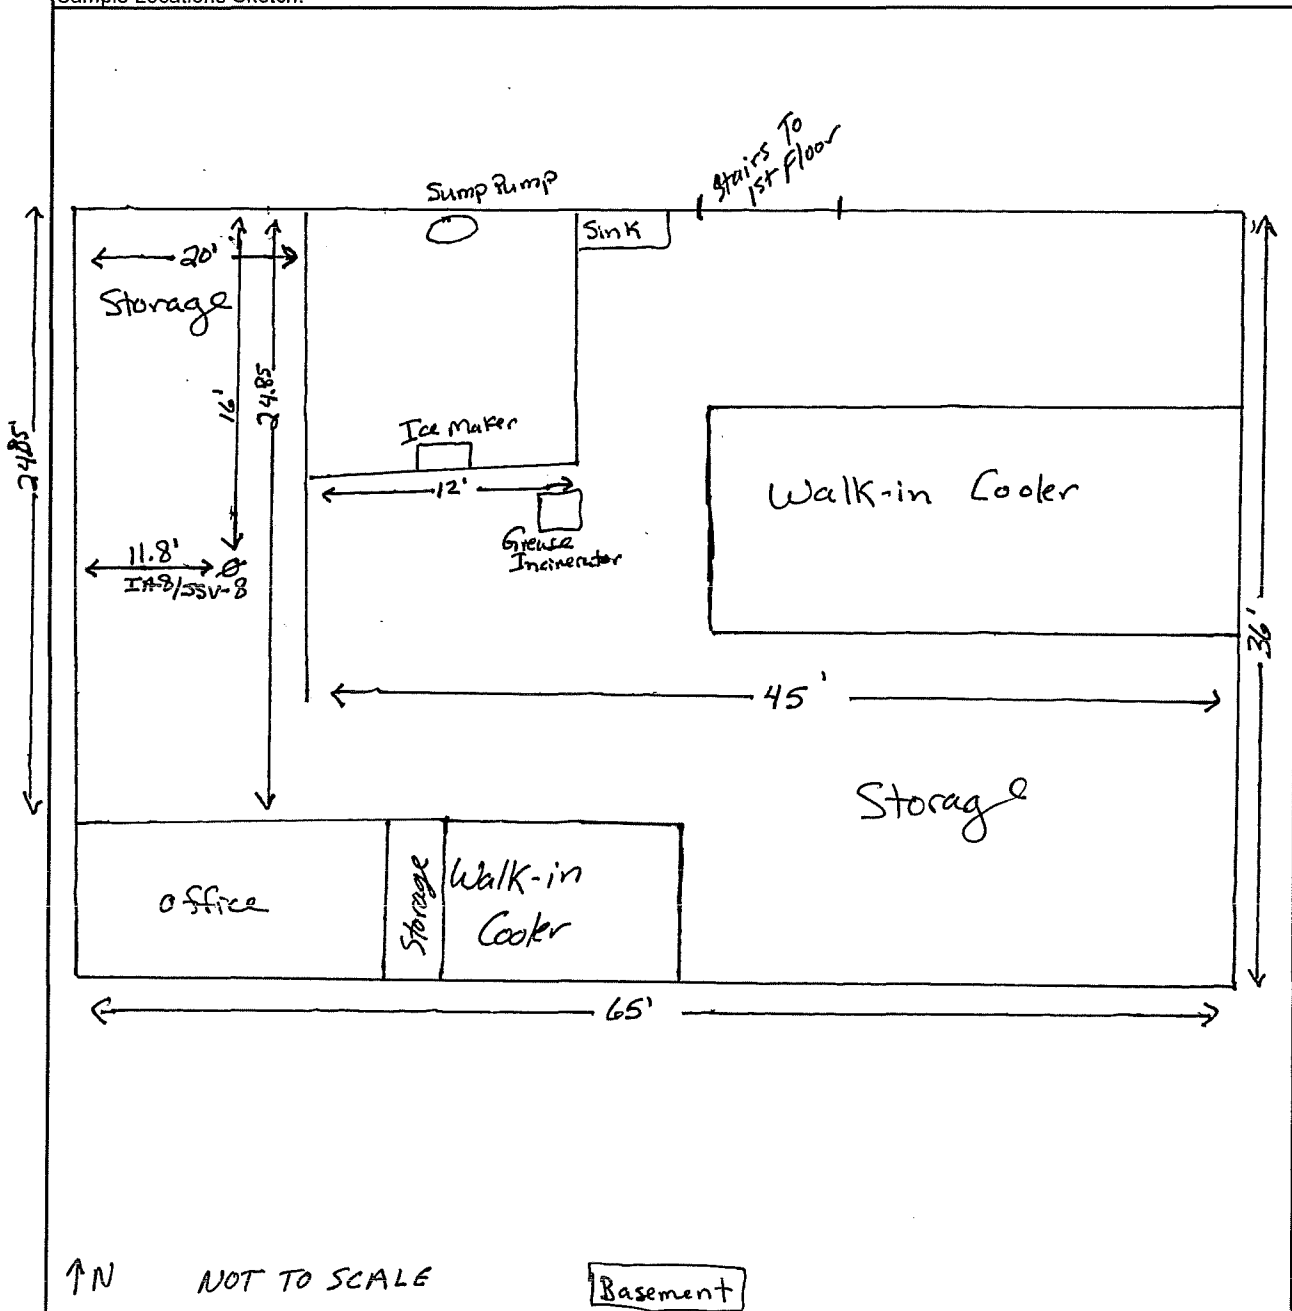 Sample Locations Sketch:
Stairs To
1st Floor
Sump Pump
Sink
20'
Storage
16'
24.85
24.85'
Ice Maker
12'
Walk-in Cooler
Grease
Incinerator
11.8'
IA8/SSV-8
36'
45'
Storage
office
Storage
Walk-in
Cooler
65'
↑N
NOT TO SCALE
Basement